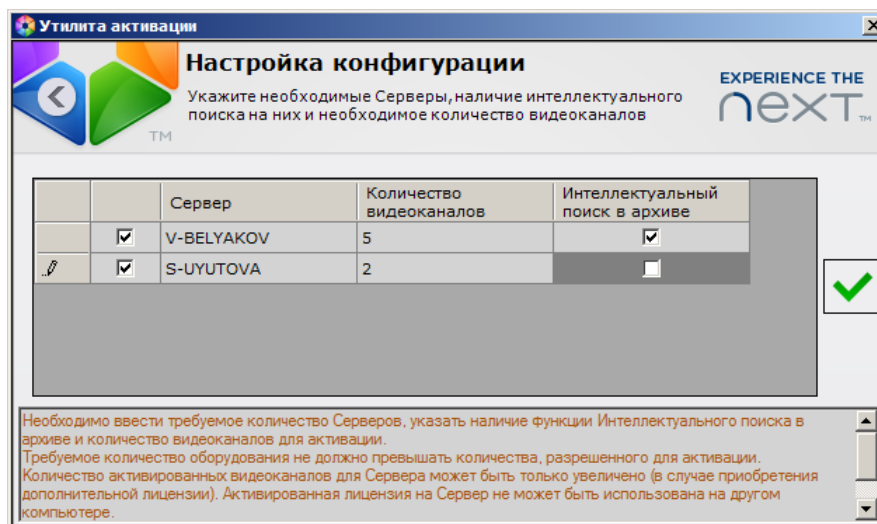 Утилита активации
Настройка конфигурации
Укажите необходимые Серверы, наличие интеллектуального
поиска на них и необходимое количество видеоканалов
TM
EXPERIENCE THE
next TM
Сервер
Количество
видеоканалов
Интеллектуальный
поиск в архиве
V-BELYAKOV 5
S-UYUTOVA 2
Необходимо ввести требуемое количество Серверов, указать наличие функции Интеллектуального поиска в
архиве и количество видеоканалов для активации.
Требуемое количество оборудования не должно превышать количества, разрешенного для активации.
Количество активированных видеоканалов для Сервера может быть только увеличено (в случае приобретения
дополнительной лицензии). Активированная лицензия на Сервер не может быть использована на другом
компьютере.